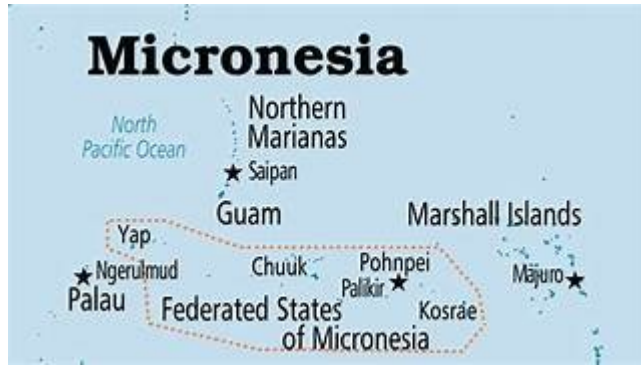 Micronesia
North
Pacific Ocean
Northern
Marianas
Saipan
Guam
Marshall Islands
Yap
Ngerulmud
Palau
Chuuk
Pohnpei
Palikir
Majuro
Kosrae
Federated States
of Micronesia